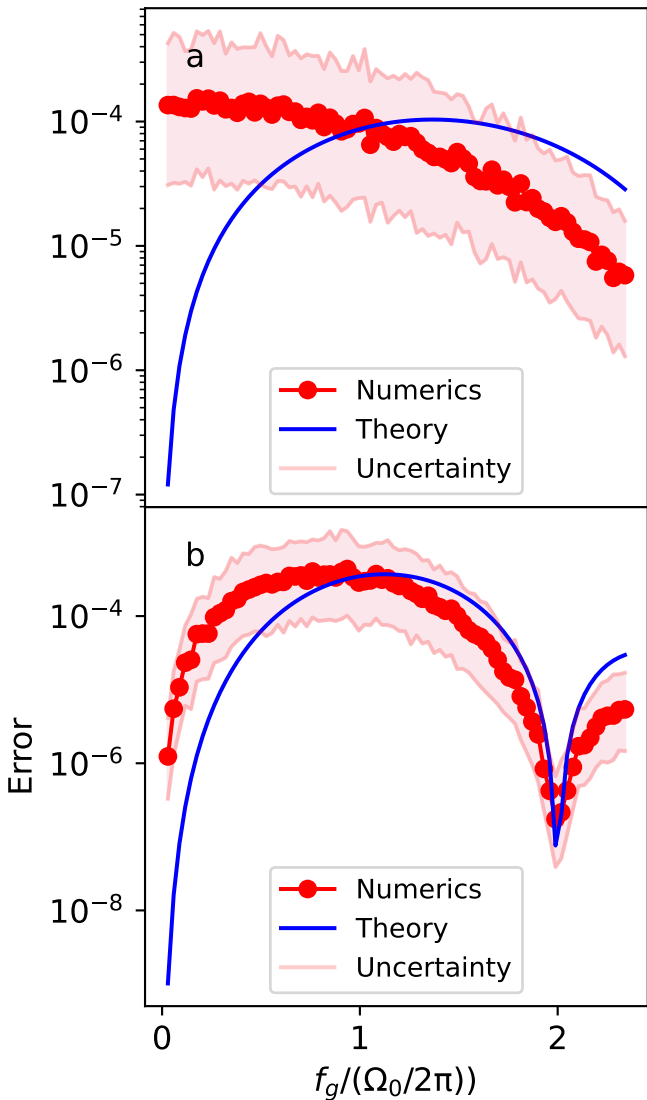 a
10⁻⁴
10⁻⁵
10⁻⁶
10⁻⁷
Numerics
Theory
Uncertainty
b
10⁻⁴
10⁻⁶
10⁻⁸
Error
Numerics
Theory
Uncertainty
0 1 2
f_g/(Ω₀/2π))